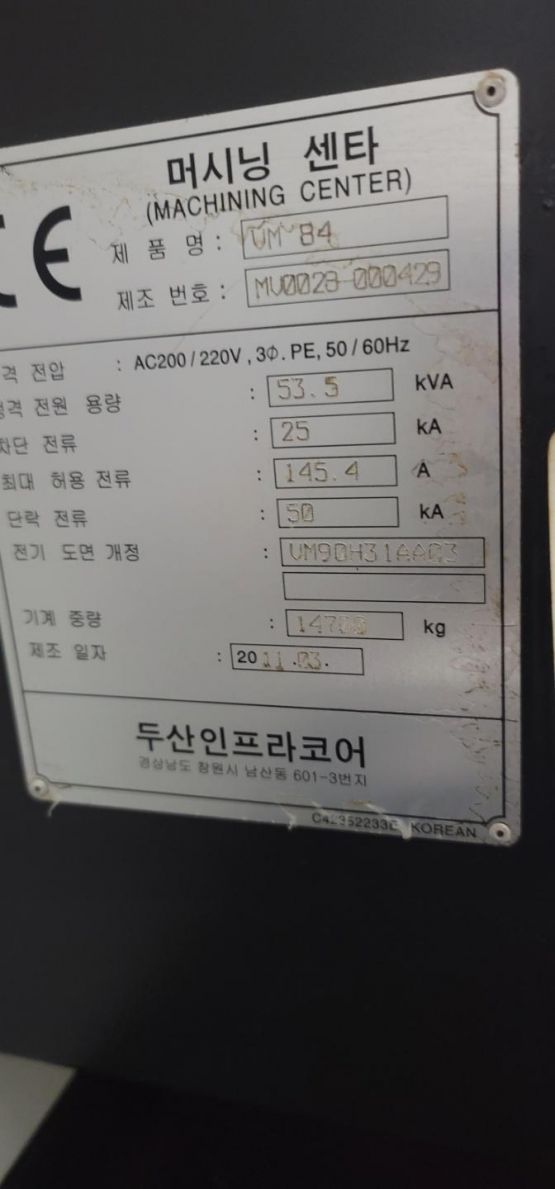 머시닝 센타
(MACHINING CENTER)
CE
제 품 명 : VM 84
제조 번호 : MV0028-000429
격 전압 : AC200/220V, 3Φ. PE, 50/60Hz
격 전원 용량 : 53.5 kVA
차단 전류 : 25 kA
최대 허용 전류 : 145.4 A
단락 전류 : 50 kA
전기 도면 개정 : VM90H31AA03
기계 중량 : kg
제조 일자 : 2011.03.
두산인프라코어
경상남도 창원시 남산동 601-3번지
KOREAN